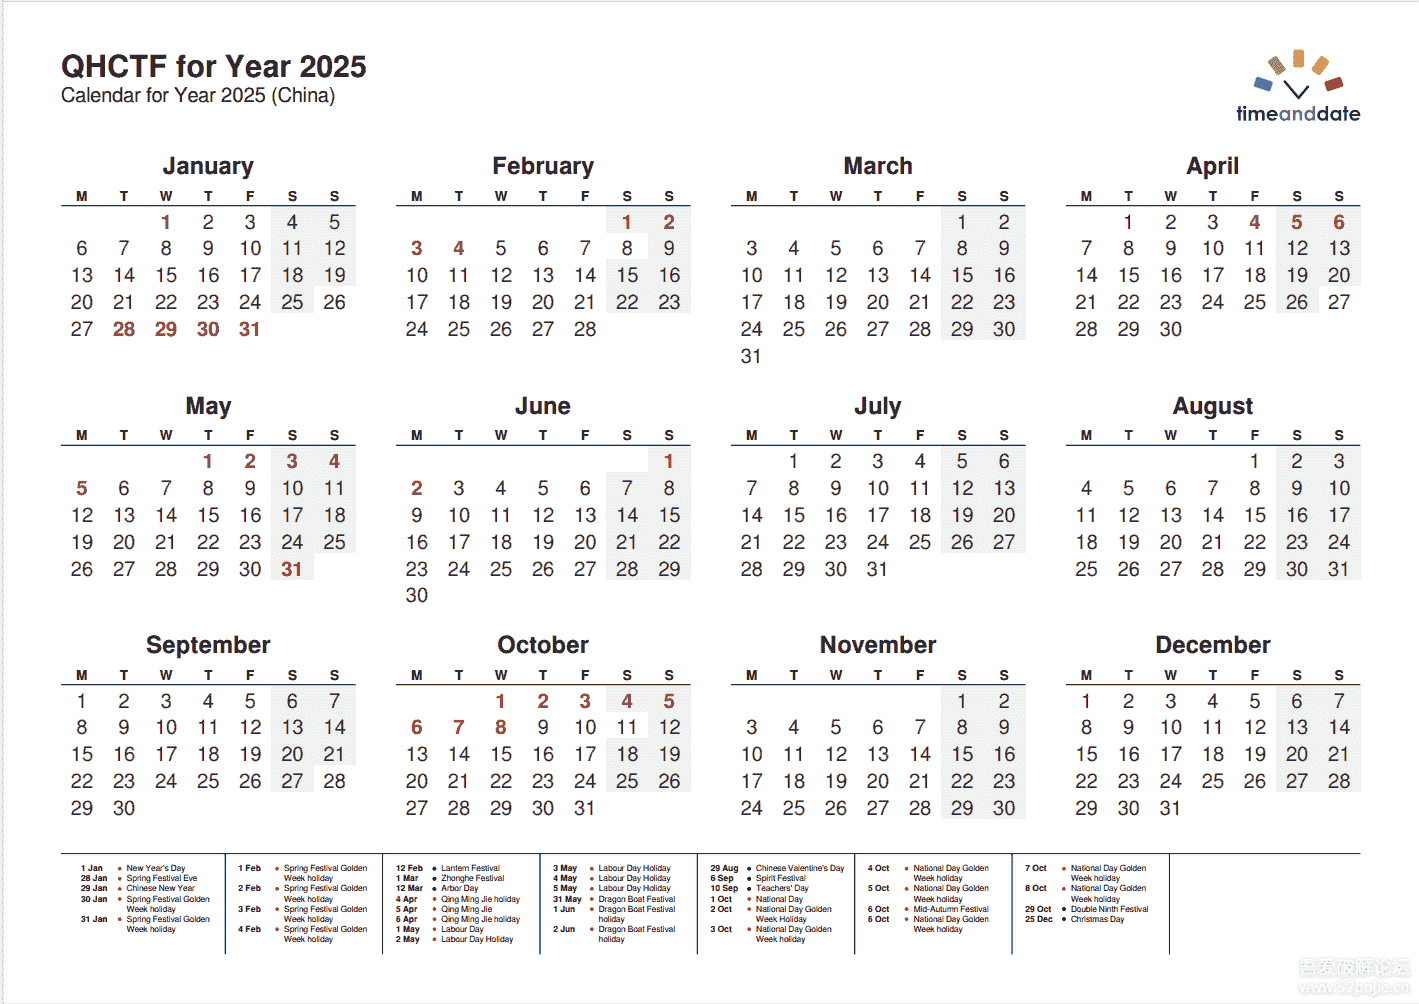 QHCTF for Year 2025
Calendar for Year 2025 (China)
timeanddate
January
M T W T F S S
1 2 3 4 5
6 7 8 9 10 11 12
13 14 15 16 17 18 19
20 21 22 23 24 25 26
27 28 29 30 31
February
M T W T F S S
1 2
3 4 5 6 7 8 9
10 11 12 13 14 15 16
17 18 19 20 21 22 23
24 25 26 27 28
March
M T W T F S S
1 2
3 4 5 6 7 8 9
10 11 12 13 14 15 16
17 18 19 20 21 22 23
24 25 26 27 28 29 30
31
April
M T W T F S S
1 2 3 4 5 6
7 8 9 10 11 12 13
14 15 16 17 18 19 20
21 22 23 24 25 26 27
28 29 30
May
M T W T F S S
1 2 3 4
5 6 7 8 9 10 11
12 13 14 15 16 17 18
19 20 21 22 23 24 25
26 27 28 29 30 31
June
M T W T F S S
1
2 3 4 5 6 7 8
9 10 11 12 13 14 15
16 17 18 19 20 21 22
23 24 25 26 27 28 29
30
July
M T W T F S S
1 2 3 4 5 6
7 8 9 10 11 12 13
14 15 16 17 18 19 20
21 22 23 24 25 26 27
28 29 30 31
August
M T W T F S S
1 2 3
4 5 6 7 8 9 10
11 12 13 14 15 16 17
18 19 20 21 22 23 24
25 26 27 28 29 30 31
September
M T W T F S S
1 2 3 4 5 6 7
8 9 10 11 12 13 14
15 16 17 18 19 20 21
22 23 24 25 26 27 28
29 30
October
M T W T F S S
1 2 3 4 5
6 7 8 9 10 11 12
13 14 15 16 17 18 19
20 21 22 23 24 25 26
27 28 29 30 31
November
M T W T F S S
1 2
3 4 5 6 7 8 9
10 11 12 13 14 15 16
17 18 19 20 21 22 23
24 25 26 27 28 29 30
December
M T W T F S S
1 2 3 4 5 6 7
8 9 10 11 12 13 14
15 16 17 18 19 20 21
22 23 24 25 26 27 28
29 30 31
1 Jan • New Year's Day
28 Jan • Spring Festival Eve
29 Jan • Chinese New Year
30 Jan • Spring Festival Golden
Week holiday
31 Jan • Spring Festival Golden
Week holiday
1 Feb • Spring Festival Golden
Week holiday
2 Feb • Spring Festival Golden
Week holiday
3 Feb • Spring Festival Golden
Week holiday
4 Feb • Spring Festival Golden
Week holiday
12 Feb • Lantern Festival
1 Mar • Zhonghe Festival
12 Mar • Arbor Day
4 Apr • Qing Ming Jie holiday
5 Apr • Qing Ming Jie
6 Apr • Qing Ming Jie holiday
1 May • Labour Day
2 May • Labour Day Holiday
3 May • Labour Day Holiday
4 May • Labour Day Holiday
5 May • Labour Day Holiday
31 May • Dragon Boat Festival
1 Jun • Dragon Boat Festival
holiday
2 Jun • Dragon Boat Festival
holiday
29 Aug • Chinese Valentine's Day
6 Sep • Spirit Festival
10 Sep • Teachers' Day
1 Oct • National Day
2 Oct • National Day Golden
Week Holiday
3 Oct • National Day Golden
Week holiday
4 Oct • National Day Golden
Week holiday
5 Oct • National Day Golden
Week holiday
6 Oct • Mid-Autumn Festival
6 Oct • National Day Golden
Week holiday
7 Oct • National Day Golden
Week holiday
8 Oct • National Day Golden
Week holiday
29 Oct • Double Ninth Festival
25 Dec • Christmas Day
吾爱破解论坛
www.52pojie.cn